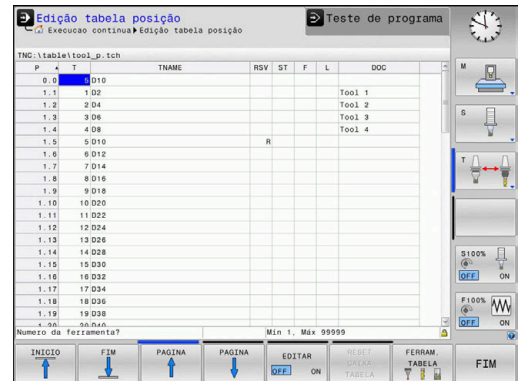 Edição tabela posição
Teste de programa
Execucao continua Edição tabela posição
TNC:\table\tool_p.tch
P T TNAME RSV ST F L DOC
0.0 5 D10
1.1 1 D2 Tool 1
1.2 2 D4 Tool 2
1.3 3 D6 Tool 3
1.4 4 D8 Tool 4
1.5 5 D10 R
1.6 6 D12
1.7 7 D14
1.8 8 D16
1.9 9 D18
1.10 10 D20
1.11 11 D22
1.12 12 D24
1.13 13 D26
1.14 14 D28
1.15 15 D30
1.16 16 D32
1.17 17 D34
1.18 18 D36
1.19 19 D38
1.20 20 D40
Numero da ferramenta? Min 1, Máx 99999
M
S
T
S100%
OFF ON
F100%
OFF ON
INICIO
FIM
PAGINA
PAGINA
EDITAR
OFF ON
RESET
CAIXA
TABELA
FERRAM.
TABELA
FIM